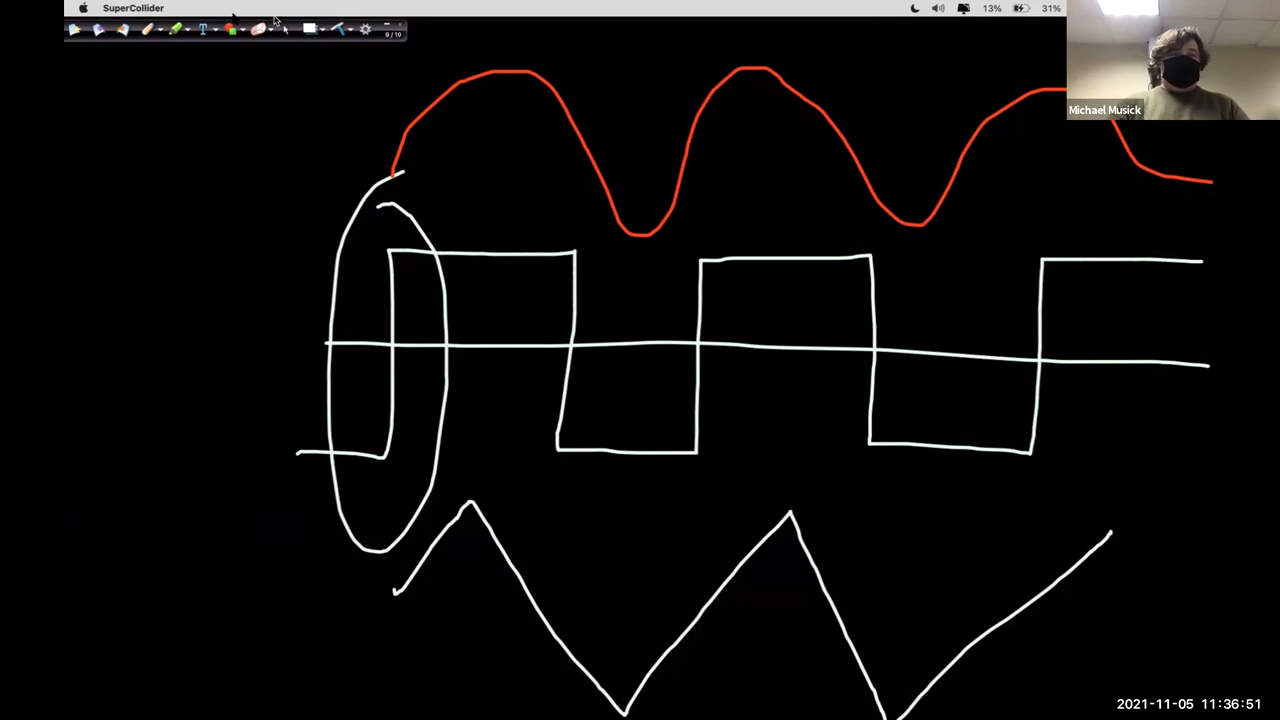 SuperCollider
13%
31%
9 / 10
T
Michael Musick
2021-11-05 11:36:51